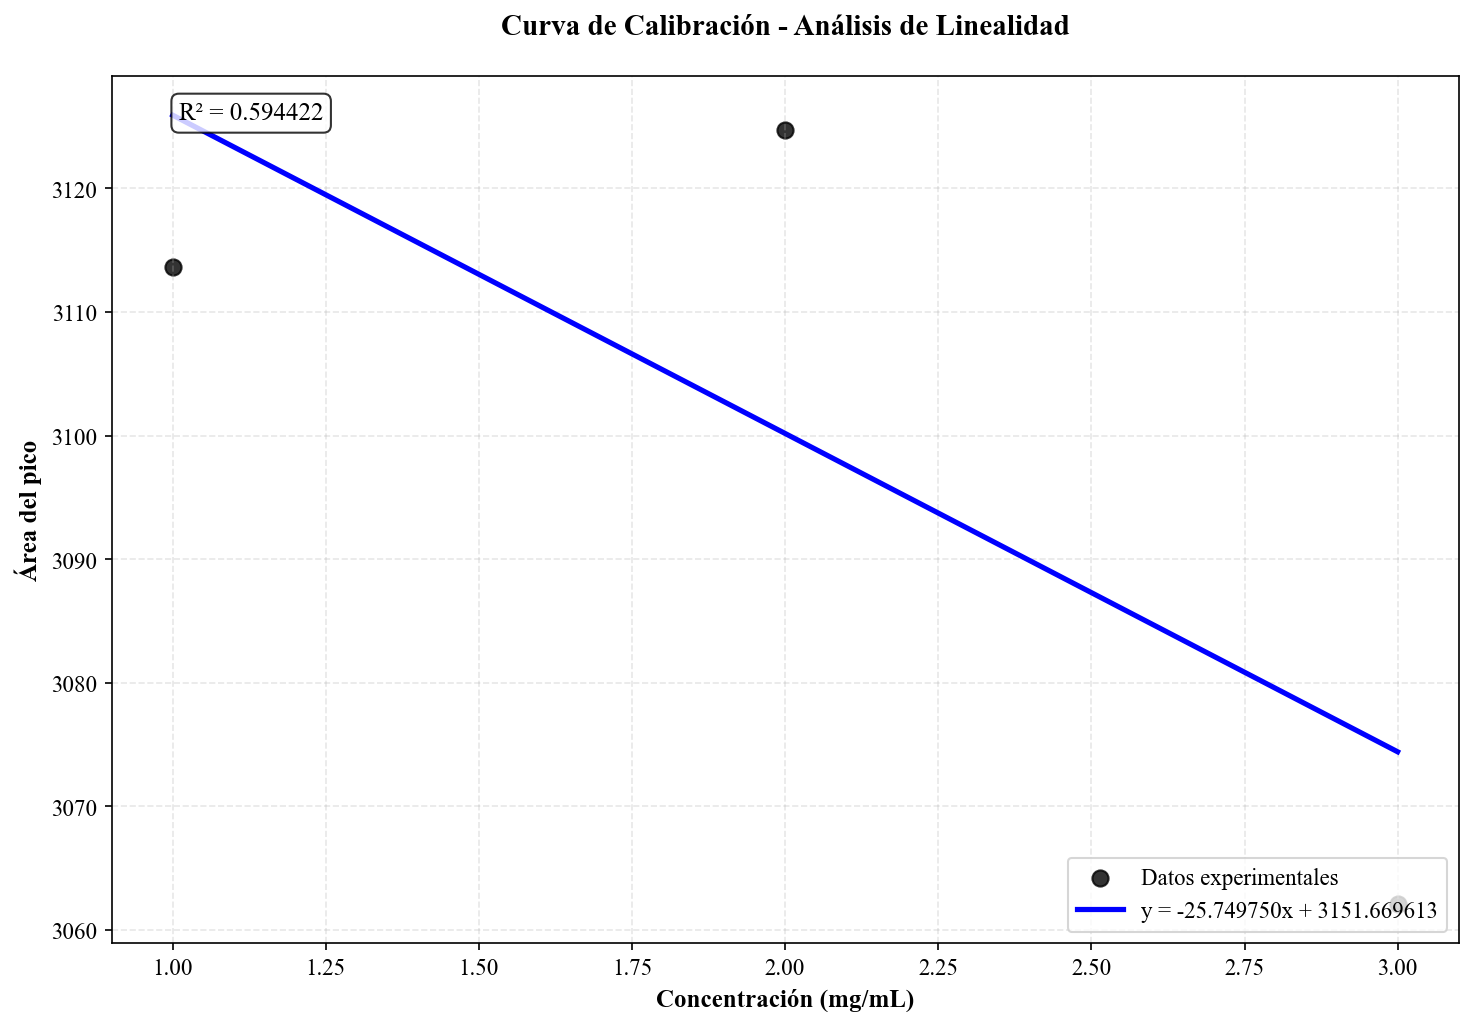 Curva de Calibración - Análisis de Linealidad
R² = 0.594422
3120
3110
3100
3090
3080
3070
3060
Área del pico
Datos experimentales
y = -25.749750x + 3151.669613
1.00 1.25 1.50 1.75 2.00 2.25 2.50 2.75 3.00
Concentración (mg/mL)